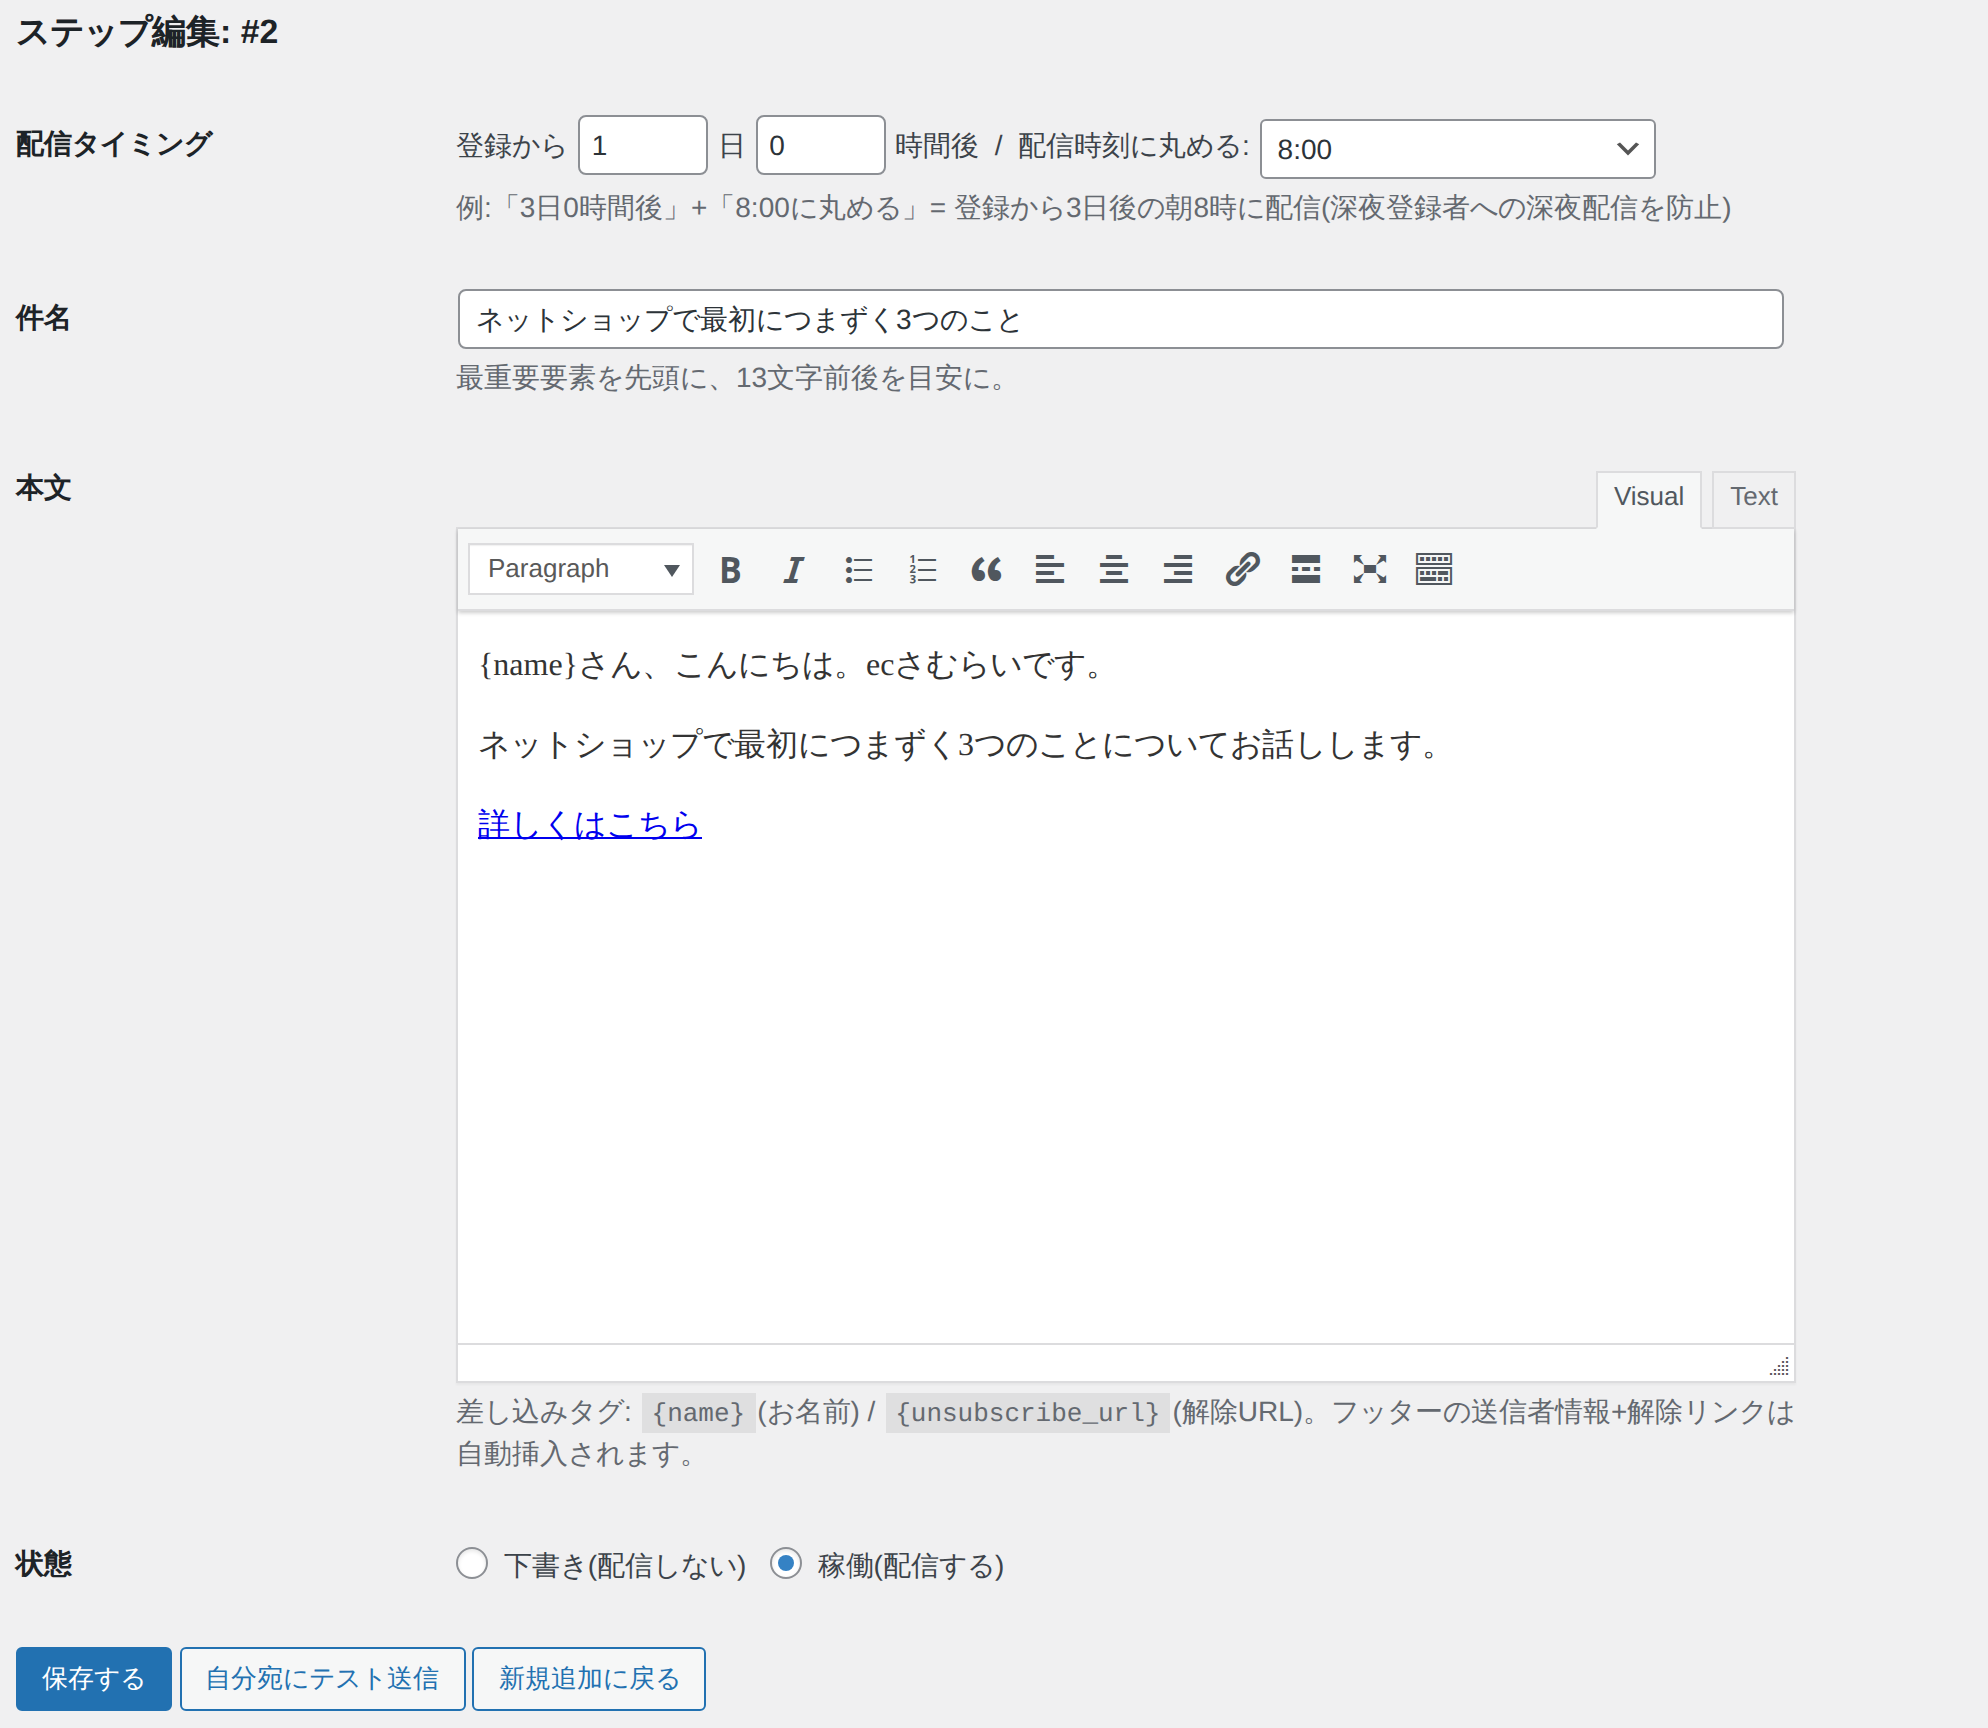 ステップ編集: #2
配信タイミング
登録から 1 日 0 時間後 / 配信時刻に丸める: 8:00
例:「3日0時間後」+「8:00に丸める」= 登録から3日後の朝8時に配信(深夜登録者への深夜配信を防止)
件名
ネットショップで最初につまずく3つのこと
最重要要素を先頭に、13文字前後を目安に。
本文
Visual Text
Paragraph
{name}さん、こんにちは。ecさむらいです。
ネットショップで最初につまずく3つのことについてお話しします。
詳しくはこちら
差し込みタグ: {name} (お名前) / {unsubscribe_url} (解除URL)。フッターの送信者情報+解除リンクは
自動挿入されます。
状態
下書き(配信しない) 稼働(配信する)
保存する 自分宛にテスト送信 新規追加に戻る